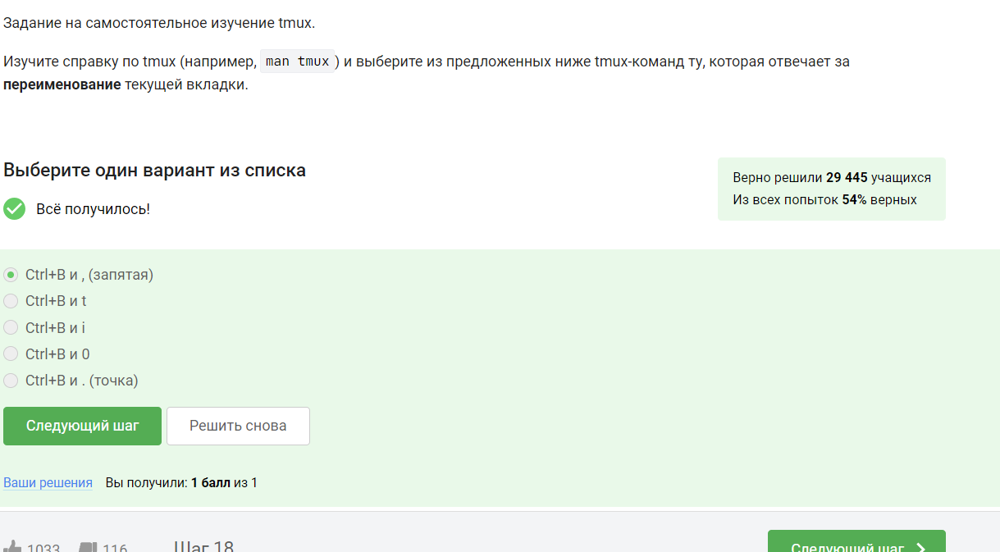 Задание на самостоятельное изучение tmux.
Изучите справку по tmux (например, man tmux) и выберите из предложенных ниже tmux-команд ту, которая отвечает за
переименование текущей вкладки.
Выберите один вариант из списка
Верно решили 29 445 учащихся
Из всех попыток 54% верных
Всё получилось!
Ctrl+B и , (запятая)
Ctrl+B и t
Ctrl+B и i
Ctrl+B и 0
Ctrl+B и . (точка)
Следующий шаг
Решить снова
Ваши решения Вы получили: 1 балл из 1
1033 116 Шаг 18 Следующий шаг